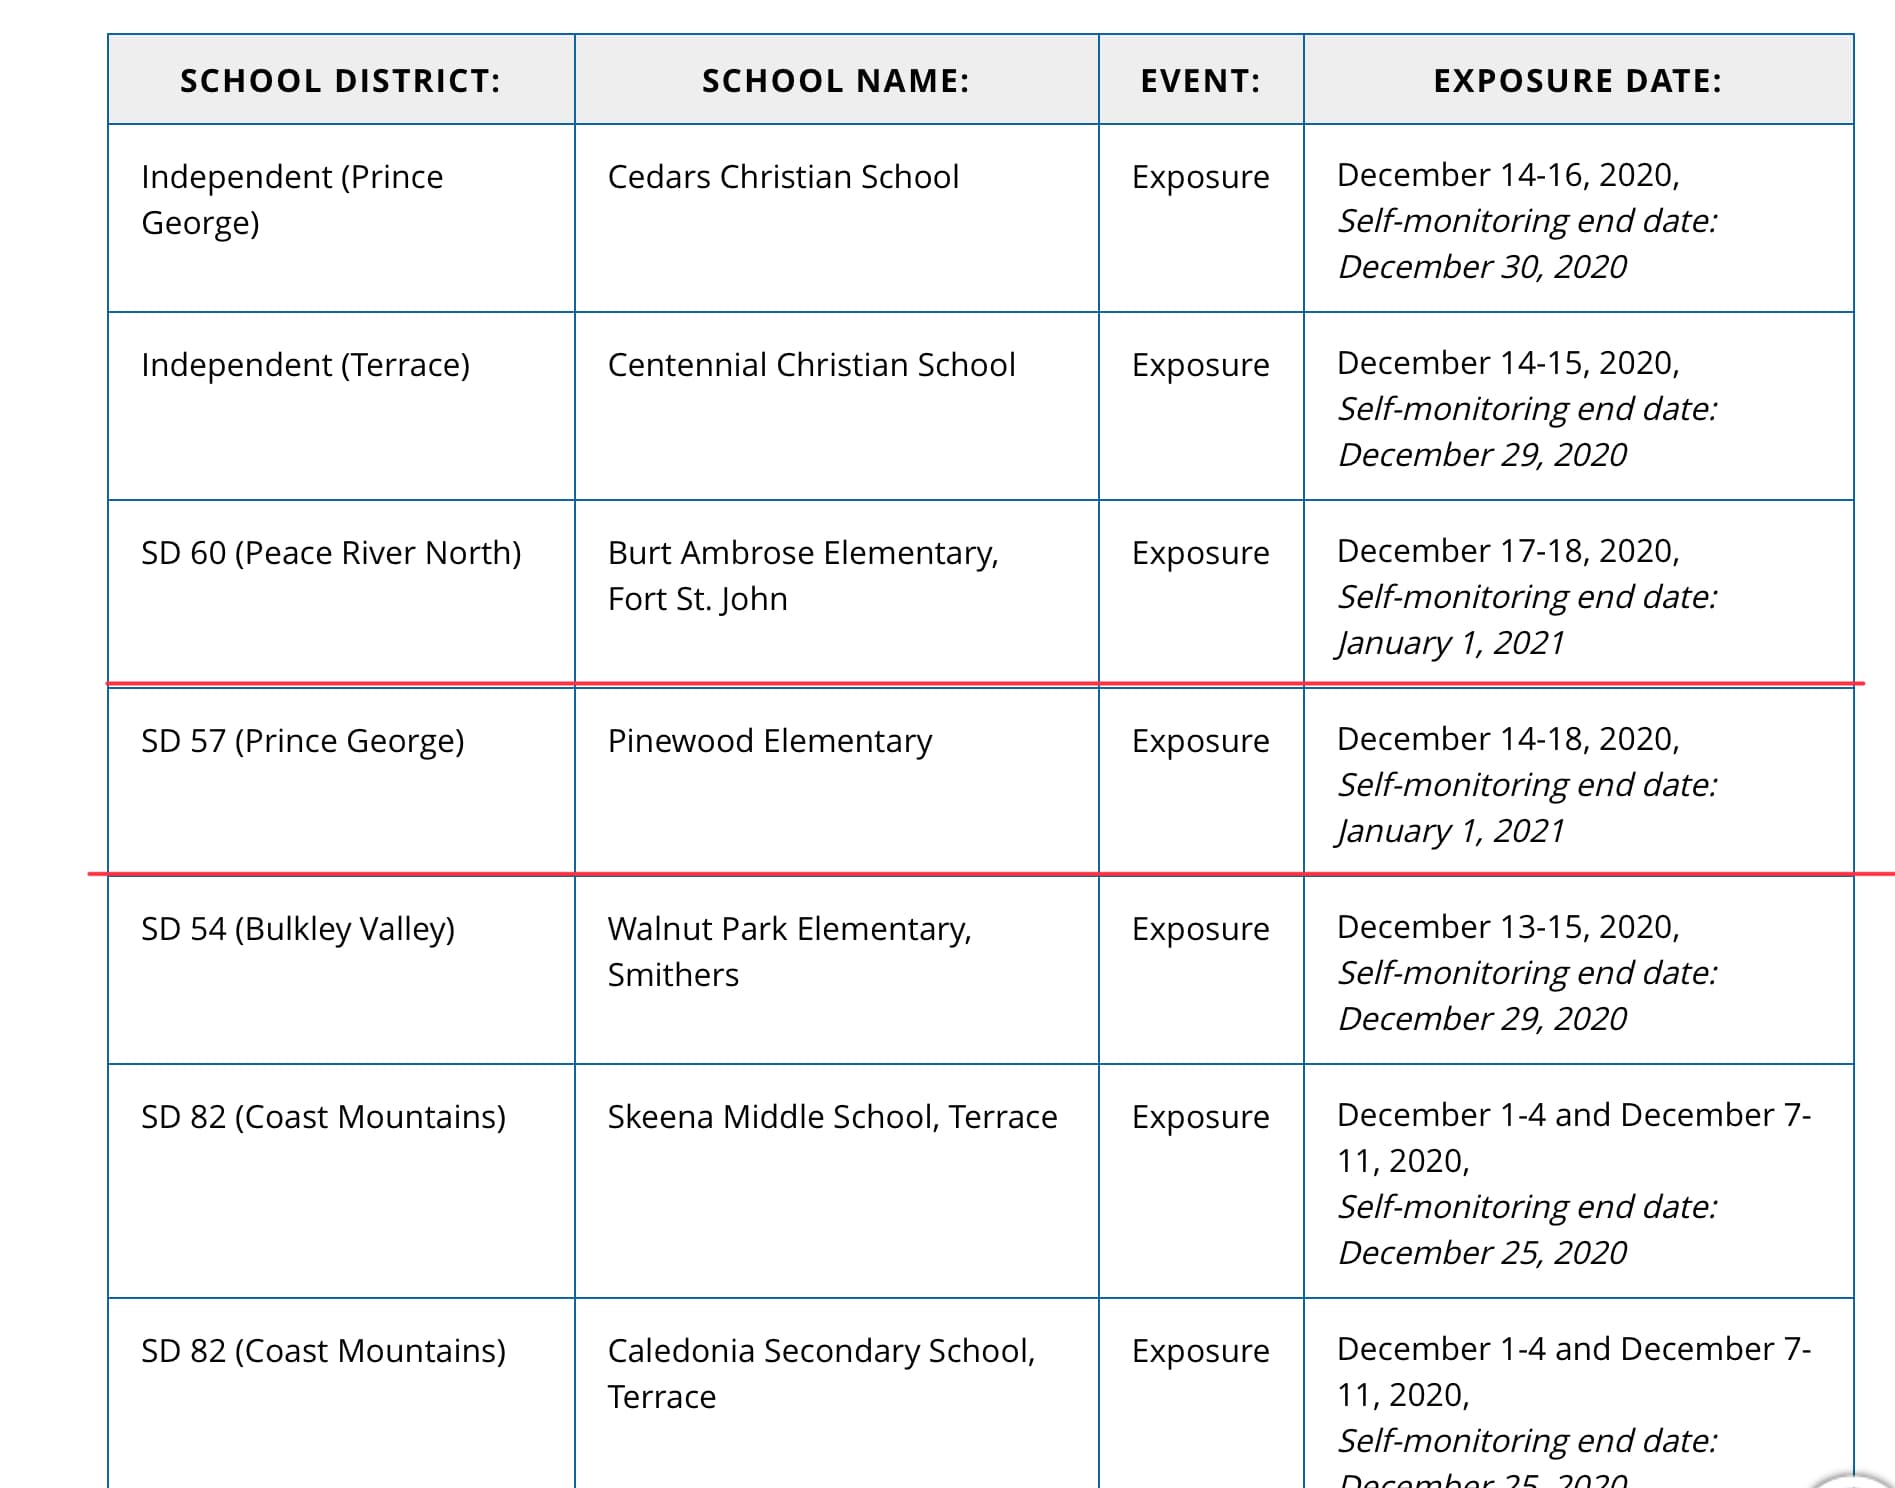 SCHOOL DISTRICT: SCHOOL NAME: EVENT: EXPOSURE DATE:
Independent (Prince
George)
Cedars Christian School
Exposure
December 14-16, 2020,
Self-monitoring end date:
December 30, 2020
Independent (Terrace)
Centennial Christian School
Exposure
December 14-15, 2020,
Self-monitoring end date:
December 29, 2020
SD 60 (Peace River North)
Burt Ambrose Elementary,
Fort St. John
Exposure
December 17-18, 2020,
Self-monitoring end date:
January 1, 2021
SD 57 (Prince George)
Pinewood Elementary
Exposure
December 14-18, 2020,
Self-monitoring end date:
January 1, 2021
SD 54 (Bulkley Valley)
Walnut Park Elementary,
Smithers
Exposure
December 13-15, 2020,
Self-monitoring end date:
December 29, 2020
SD 82 (Coast Mountains)
Skeena Middle School, Terrace
Exposure
December 1-4 and December 7-
11, 2020,
Self-monitoring end date:
December 25, 2020
SD 82 (Coast Mountains)
Caledonia Secondary School,
Terrace
Exposure
December 1-4 and December 7-
11, 2020,
Self-monitoring end date:
December 25, 2020